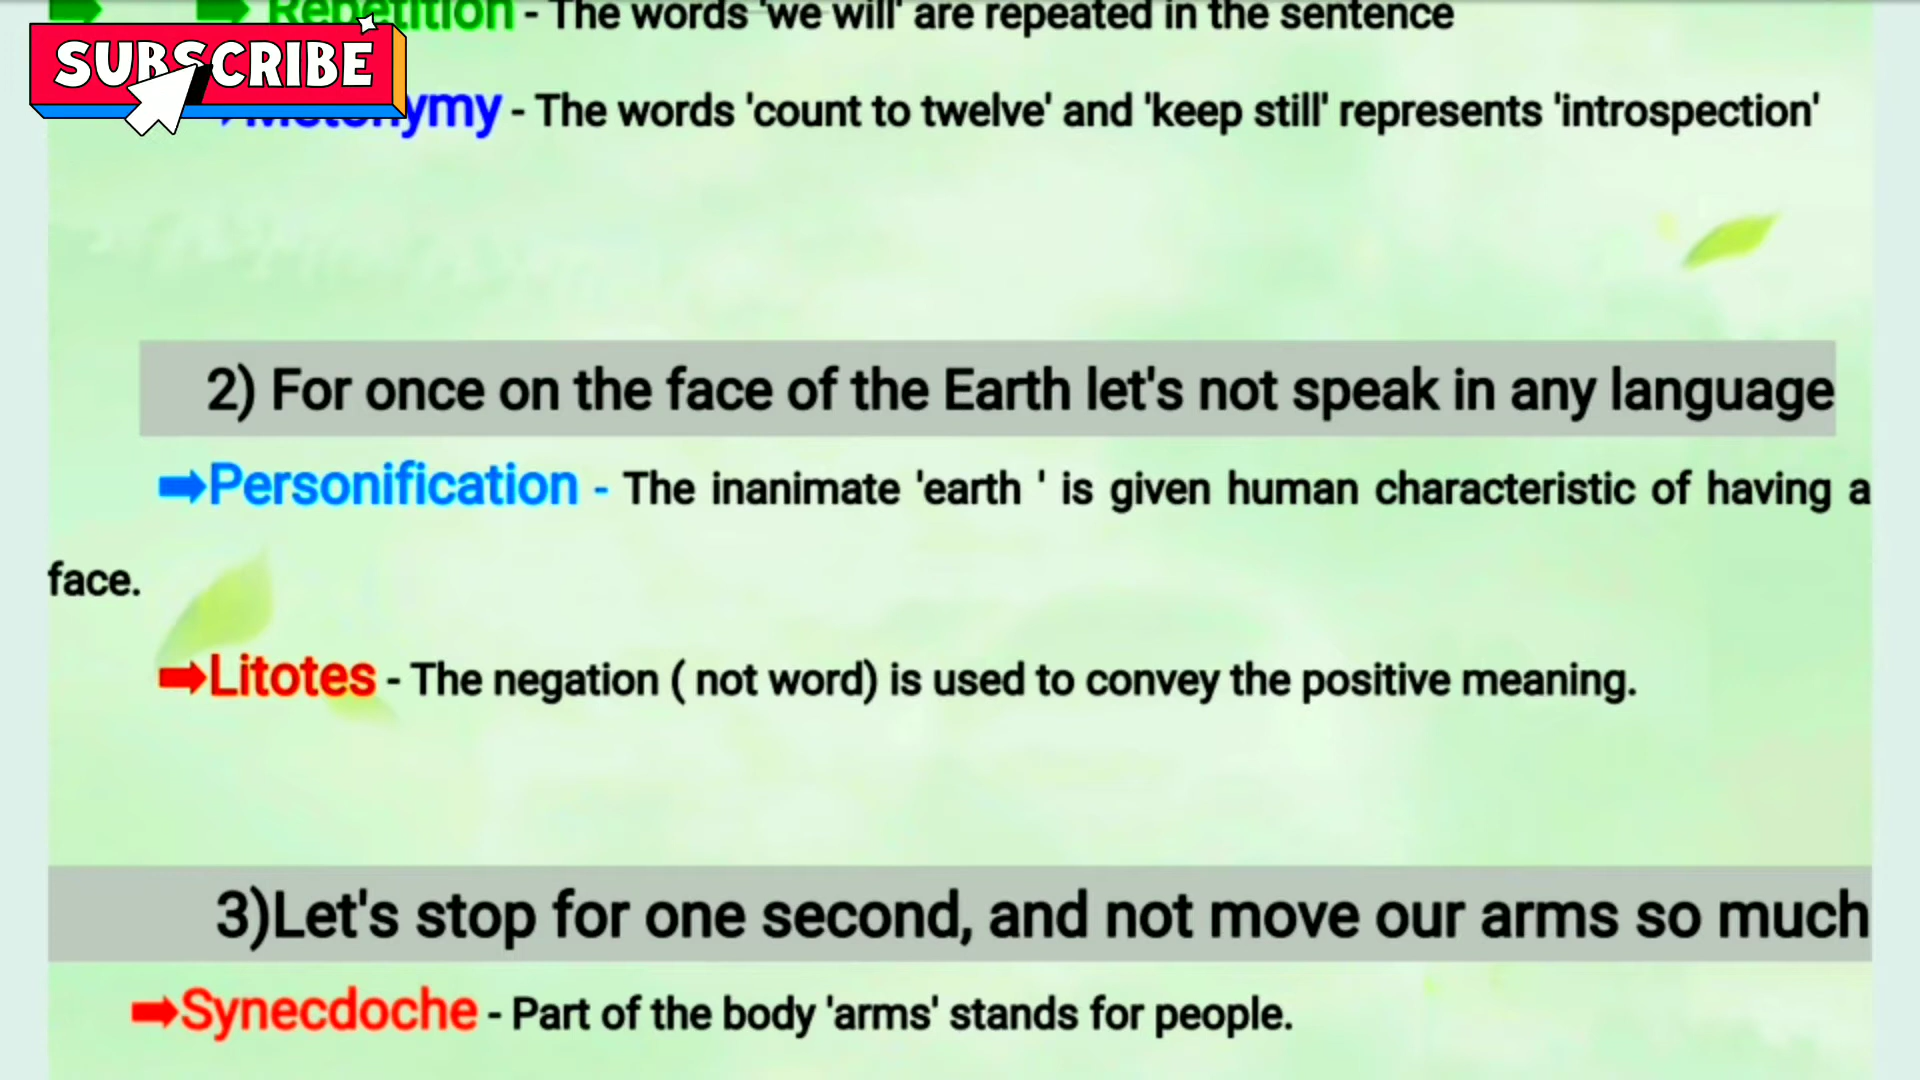 Repetition - The words 'we will' are repeated in the sentence
SUBSCRIBE
Metonymy - The words 'count to twelve' and 'keep still' represents 'introspection'
2) For once on the face of the Earth let's not speak in any language
➡Personification - The inanimate 'earth ' is given human characteristic of having a
face.
➡Litotes - The negation ( not word) is used to convey the positive meaning.
3)Let's stop for one second, and not move our arms so much
➡Synecdoche - Part of the body 'arms' stands for people.